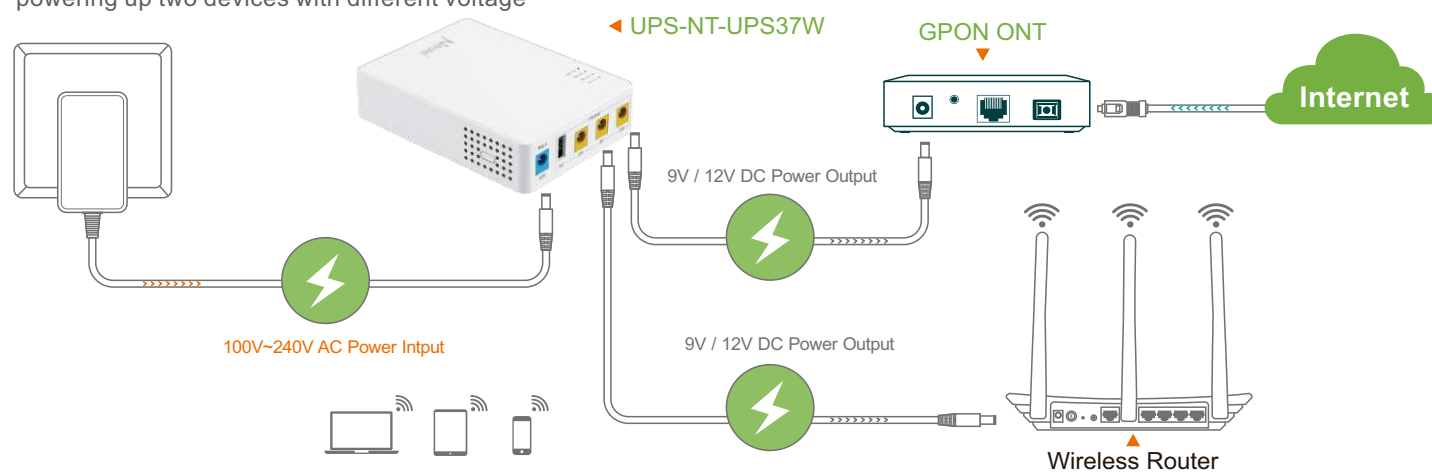 powering up two devices with different voltage
UPS-NT-UPS37W
GPON ONT
Internet
9V / 12V DC Power Output
100V~240V AC Power Intput
9V / 12V DC Power Output
Wireless Router